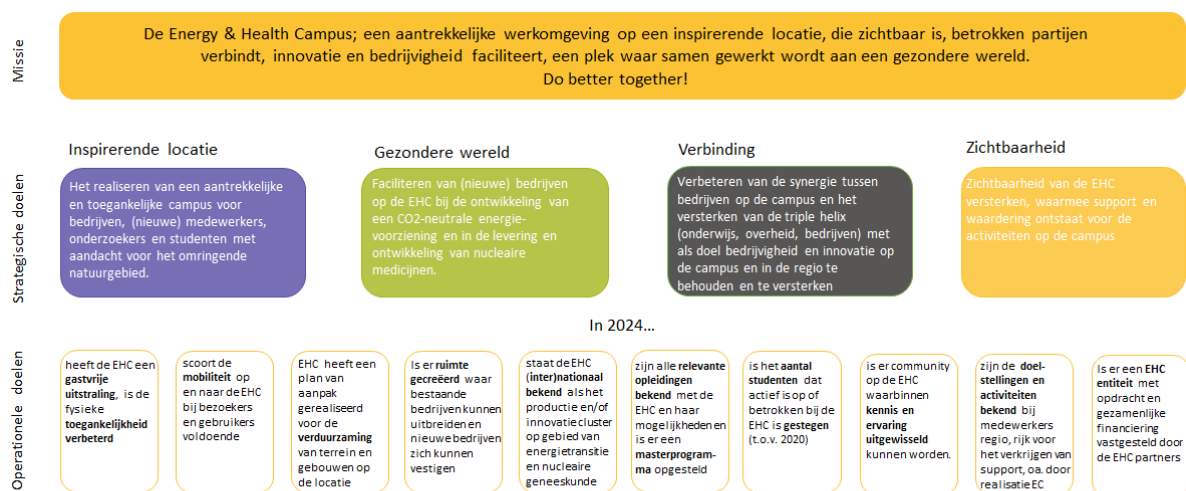 Missie
De Energy & Health Campus; een aantrekkelijke werkomgeving op een inspirerende locatie, die zichtbaar is, betrokken partijen
verbindt, innovatie en bedrijvigheid faciliteert, een plek waar samen gewerkt wordt aan een gezondere wereld.
Do better together!
Strategische doelen
Inspirerende locatie
Het realiseren van een aantrekkelijke
en toegankelijke campus voor
bedrijven, (nieuwe) medewerkers,
onderzoekers en studenten met
aandacht voor het omringende
natuurgebied.
Gezondere wereld
Faciliteren van (nieuwe) bedrijven
op de EHC bij de ontwikkeling van
een CO2-neutrale energie-
voorziening en in de levering en
ontwikkeling van nucleaire
medicijnen.
Verbinding
Verbeteren van de synergie tussen
bedrijven op de campus en het
versterken van de triple helix
(onderwijs, overheid, bedrijven) met
als doel bedrijvigheid en innovatie op
de campus en in de regio te
behouden en te versterken
Zichtbaarheid
Zichtbaarheid van de EHC
versterken, waarmee support en
waardering ontstaat voor de
activiteiten op de campus
In 2024...
Operationele doelen
heeft de EHC een
gastvrije
uitstraling, is de
fysieke
toegankelijkheid
verbeterd
scoort de
mobiliteit op
en naar de EHC
bij bezoekers
en gebruikers
voldoende
EHC heeft een
plan van
aanpak
gerealiseerd
voor de
verduurzaming
van terrein en
gebouwen op
de locatie
Is er ruimte
gecreëerd waar
bestaande
bedrijven kunnen
uitbreiden en
nieuwe bedrijven
zich kunnen
vestigen
staat de EHC
(inter)nationaal
bekend als het
productie en/of
innovatiecluster
op gebied van
energietransitie
en nucleaire
geneeskunde
zijn alle relevante
opleidingen
bekend met de
EHC en haar
mogelijkheden en
is er een
masterprogram-
ma opgesteld
is het aantal
studenten dat
actief is op of
betrokken bij de
EHC is gestegen
(t.o.v. 2020)
is er community
op de EHC
waarbinnen
kennis en
ervaring
uitgewisseld
kunnen worden.
zijn de doel-
stellingen en
activiteiten
bekend bij
medewerkers
regio, rijk voor
het verkrijgen van
support, oa. door
realisatie EC
Is er een EHC
entiteit met
opdracht en
gezamenlijke
financiering
vastgesteld door
de EHC partners